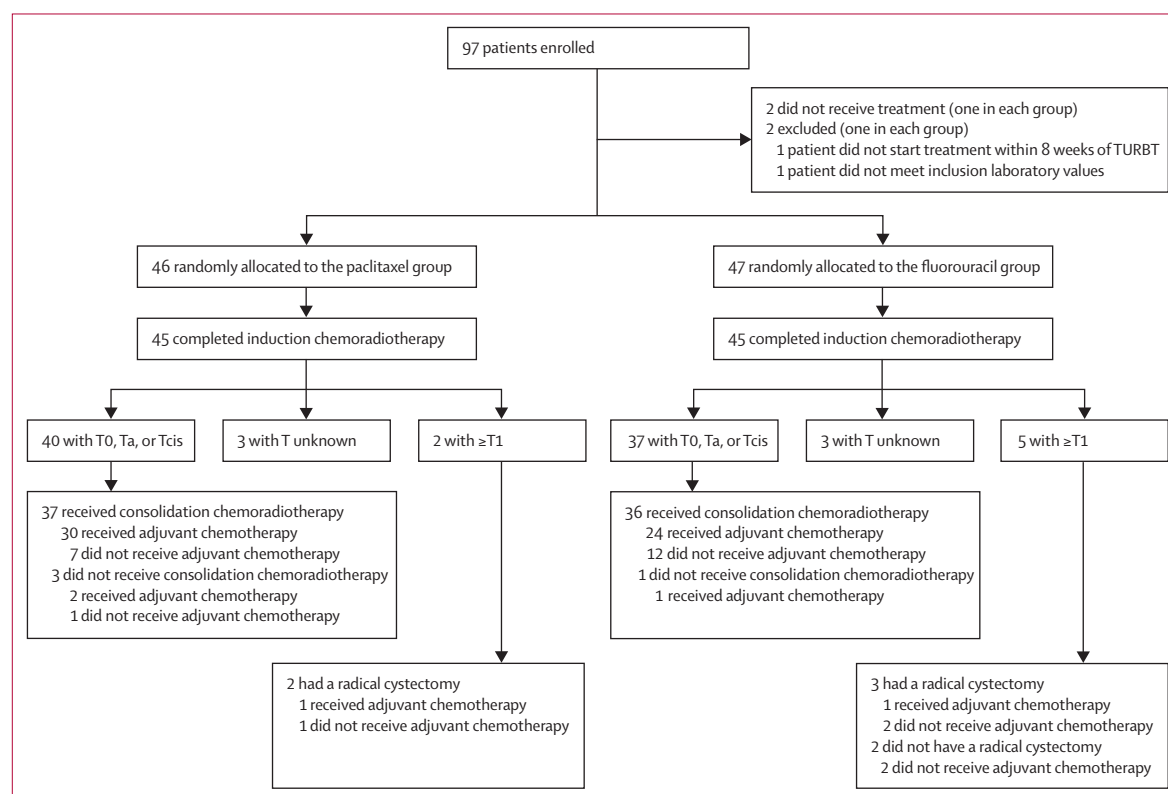 97 patients enrolled
2 did not receive treatment (one in each group)
2 excluded (one in each group)
1 patient did not start treatment within 8 weeks of TURBT
1 patient did not meet inclusion laboratory values
46 randomly allocated to the paclitaxel group
47 randomly allocated to the fluorouracil group
45 completed induction chemoradiotherapy
45 completed induction chemoradiotherapy
40 with T0, Ta, or Tcis
3 with T unknown
2 with ≥T1
37 with T0, Ta, or Tcis
3 with T unknown
5 with ≥T1
37 received consolidation chemoradiotherapy
30 received adjuvant chemotherapy
7 did not receive adjuvant chemotherapy
3 did not receive consolidation chemoradiotherapy
2 received adjuvant chemotherapy
1 did not receive adjuvant chemotherapy
36 received consolidation chemoradiotherapy
24 received adjuvant chemotherapy
12 did not receive adjuvant chemotherapy
1 did not receive consolidation chemoradiotherapy
1 received adjuvant chemotherapy
2 had a radical cystectomy
1 received adjuvant chemotherapy
1 did not receive adjuvant chemotherapy
3 had a radical cystectomy
1 received adjuvant chemotherapy
2 did not receive adjuvant chemotherapy
2 did not have a radical cystectomy
2 did not receive adjuvant chemotherapy